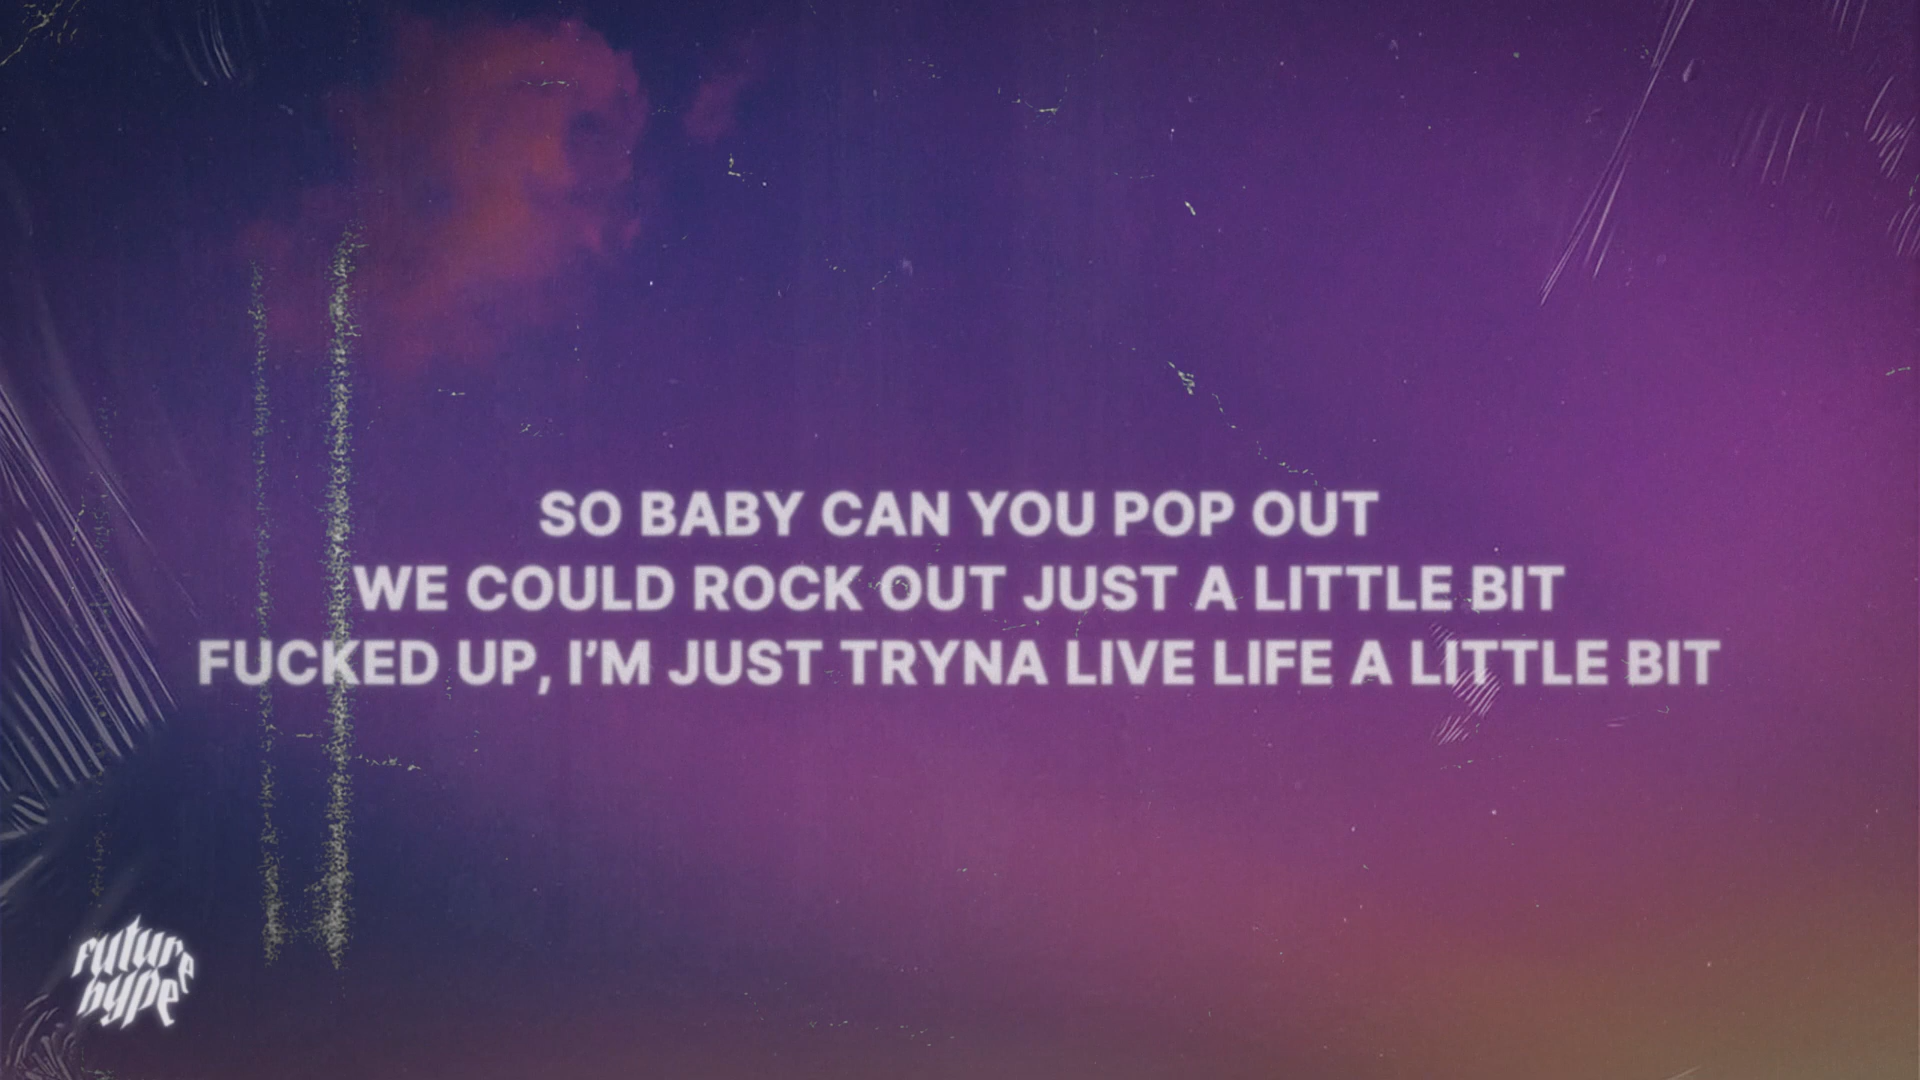 SO BABY CAN YOU POP OUT
WE COULD ROCK OUT JUST A LITTLE BIT
FUCKED UP, I’M JUST TRYNA LIVE LIFE A LITTLE BIT
future
hype